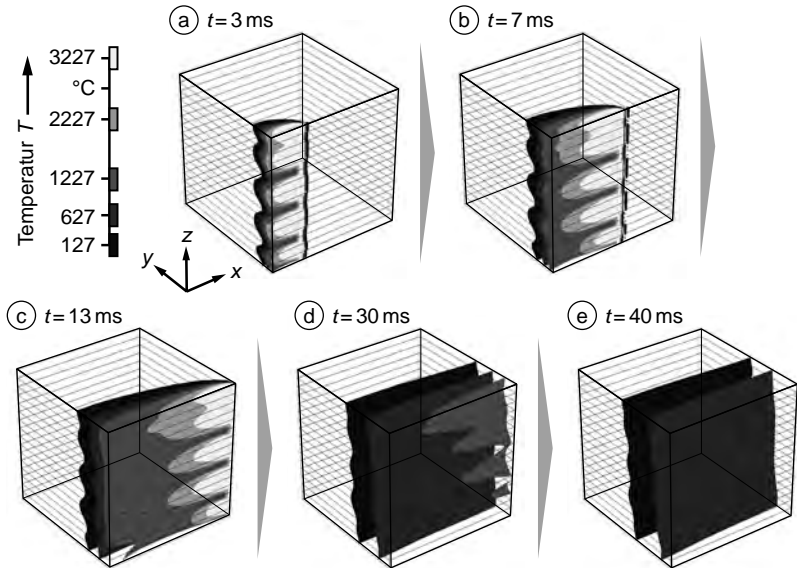 a t = 3 ms
b t = 7 ms
Temperatur T
3227
°C
2227
1227
627
127
z
y
x
c t = 13 ms
d t = 30 ms
e t = 40 ms